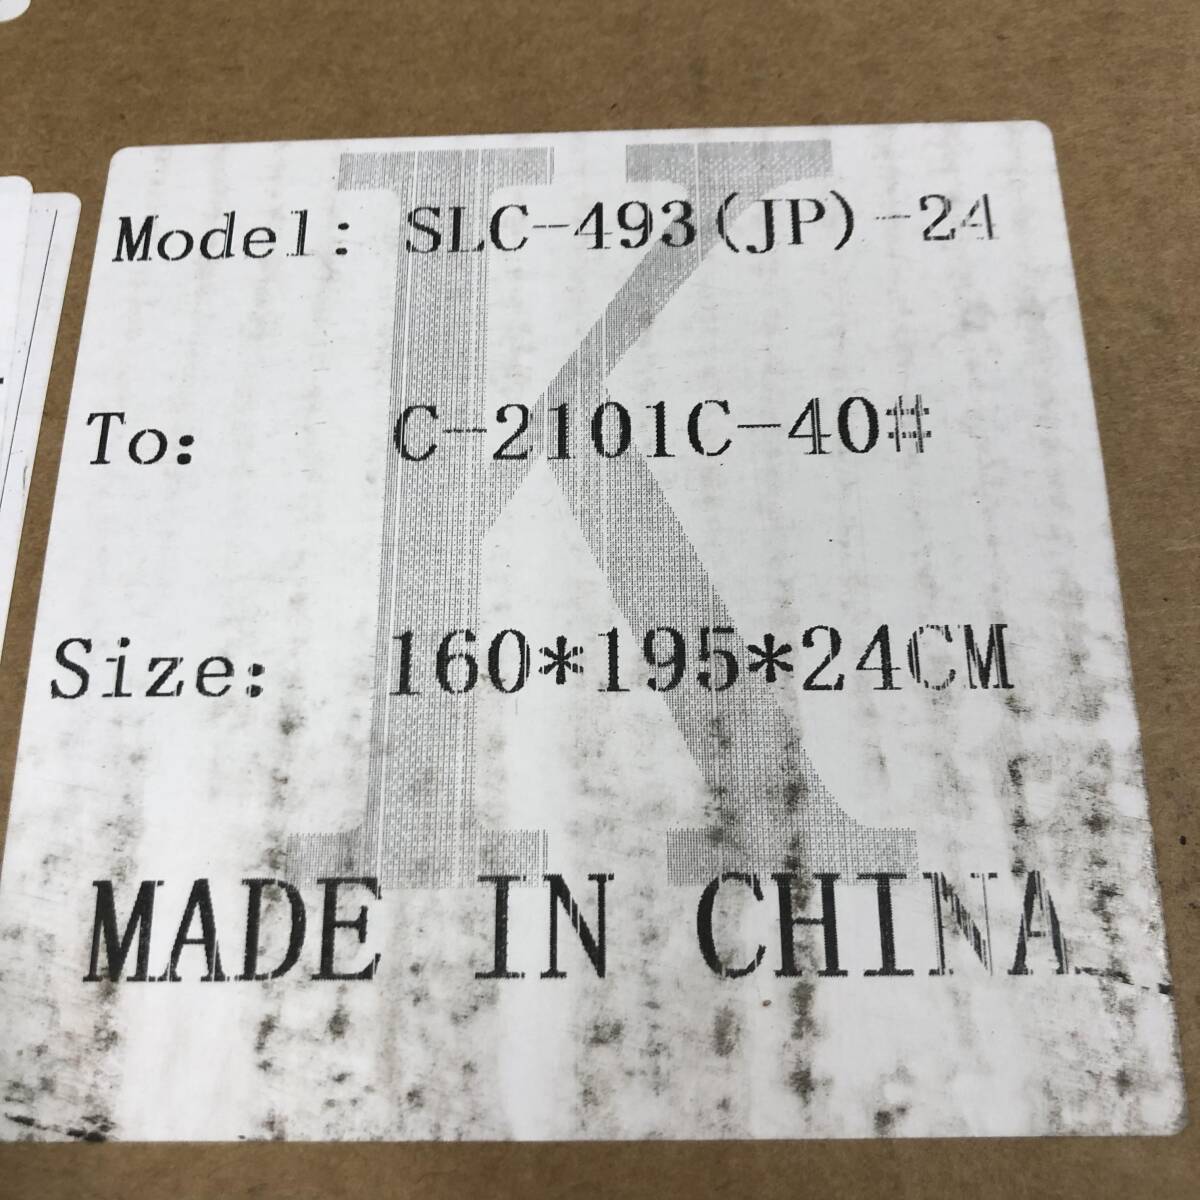 K
Model: SLC-493(JP)-24
To: C-2101C-40#
Size: 160*195*24CM
MADE IN CHINA